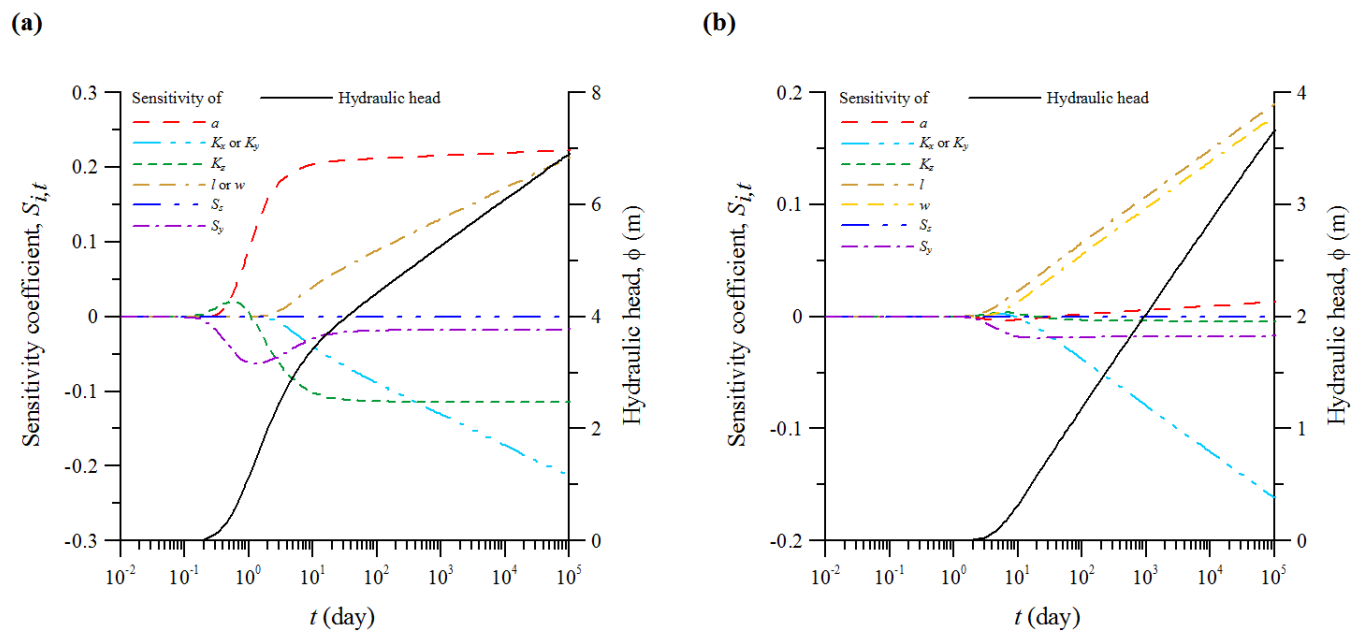 (a)
Sensitivity of Hydraulic head
a
Kx or Ky
Kz
l or w
Ss
Sy
0.3
0.2
0.1
0
-0.1
-0.2
-0.3
Sensitivity coefficient, Si,t
8
6
4
2
0
Hydraulic head, ϕ (m)
10-2 10-1 100 101 102 103 104 105
t (day)
(b)
Sensitivity of Hydraulic head
a
Kx or Ky
Kz
l
w
Ss
Sy
0.2
0.1
0
-0.1
-0.2
Sensitivity coefficient, Si,t
4
3
2
1
0
Hydraulic head, ϕ (m)
10-2 10-1 100 101 102 103 104 105
t (day)